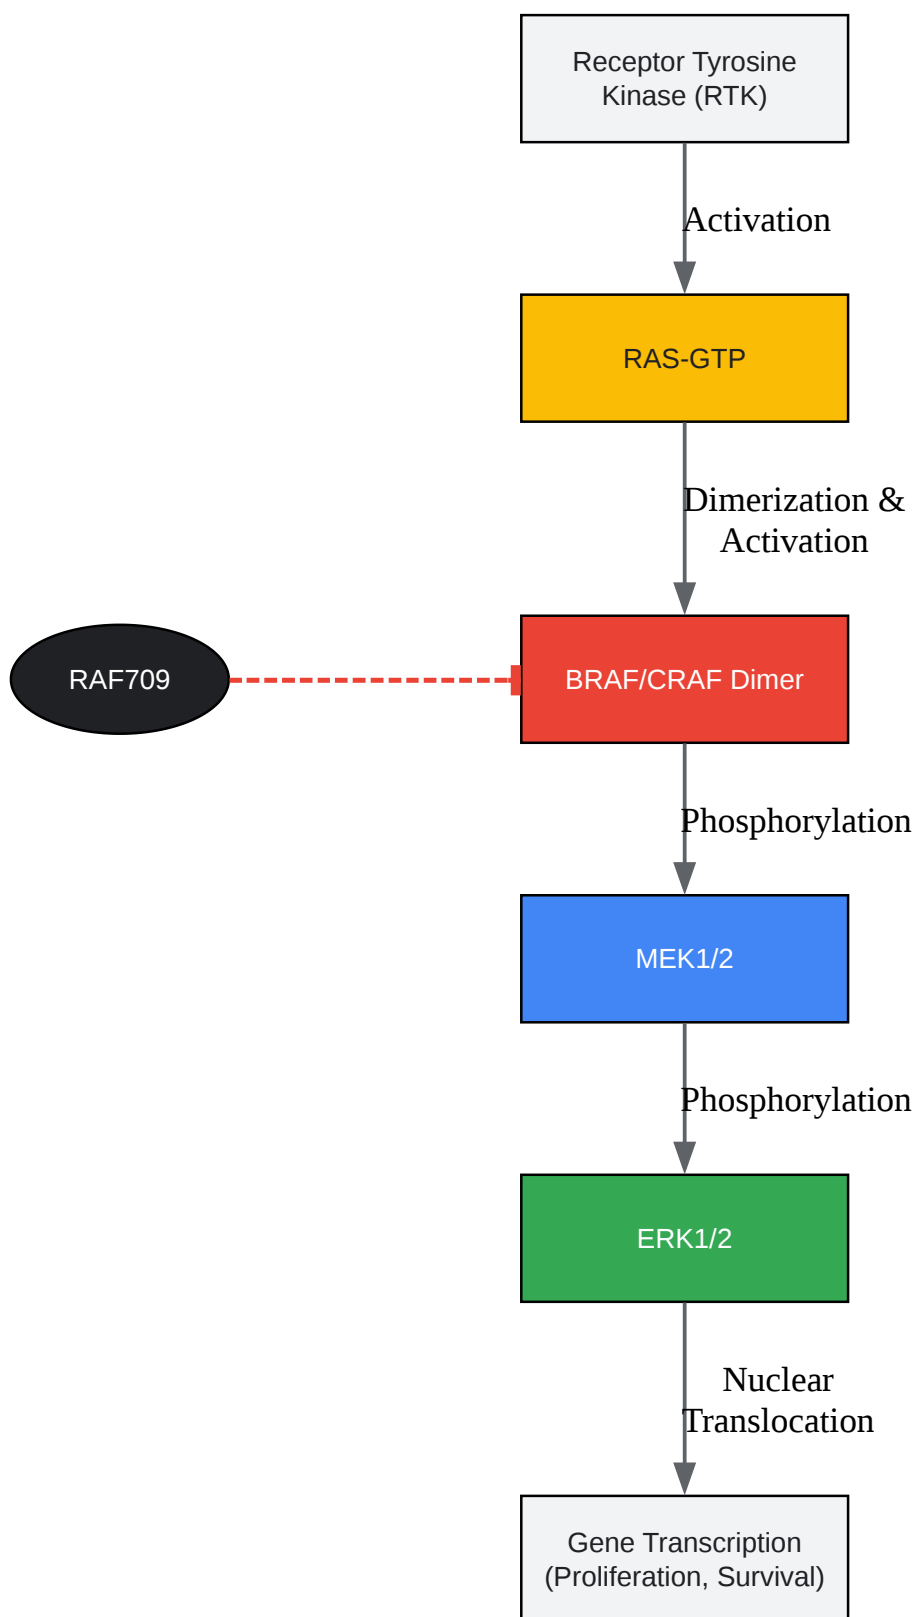 Receptor Tyrosine
Kinase (RTK)
Activation
RAS-GTP
Dimerization &
Activation
RAF709
BRAF/CRAF Dimer
Phosphorylation
MEK1/2
Phosphorylation
ERK1/2
Nuclear
Translocation
Gene Transcription
(Proliferation, Survival)